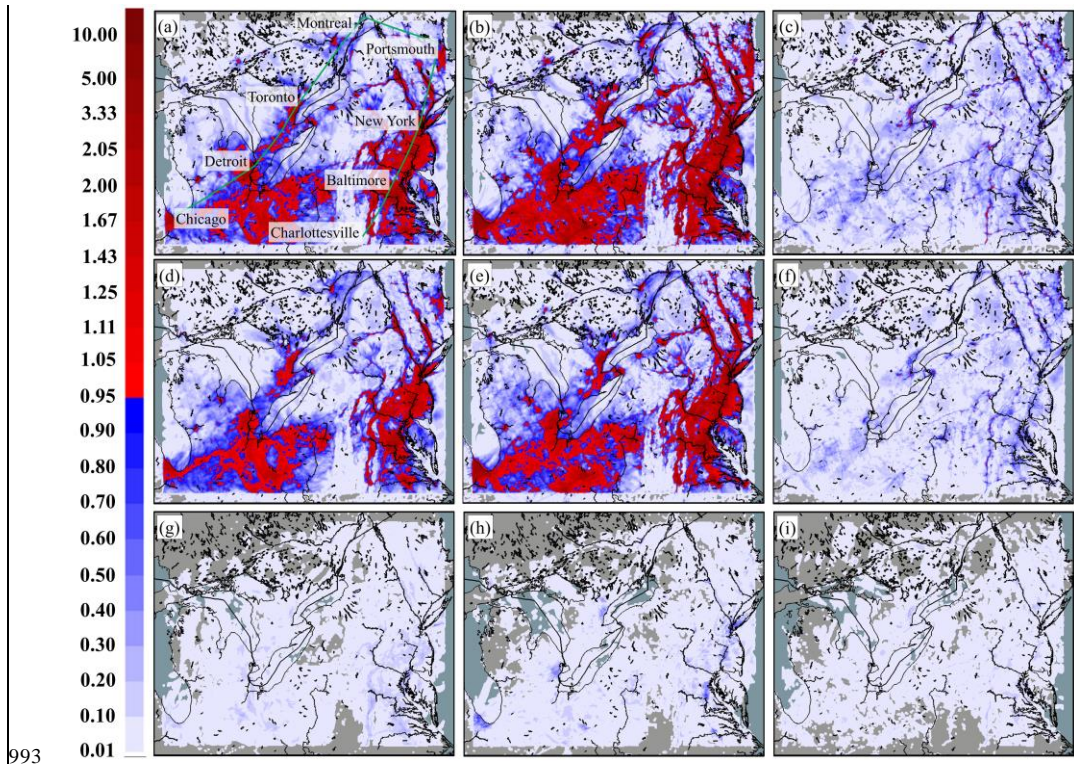 10.00
5.00
3.33
2.05
2.00
1.67
1.43
1.25
1.11
1.05
0.95
0.90
0.80
0.70
0.60
0.50
0.40
0.30
0.20
0.10
0.01
993
(a)
Montreal
Portsmouth
Toronto
New York
Detroit
Baltimore
Chicago
Charlottesville
(b)
(c)
(d)
(e)
(f)
(g)
(h)
(i)